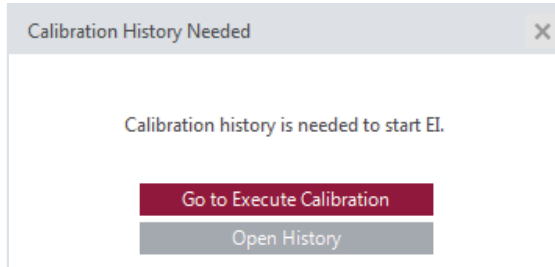 Calibration History Needed
Calibration history is needed to start EI.
Go to Execute Calibration
Open History